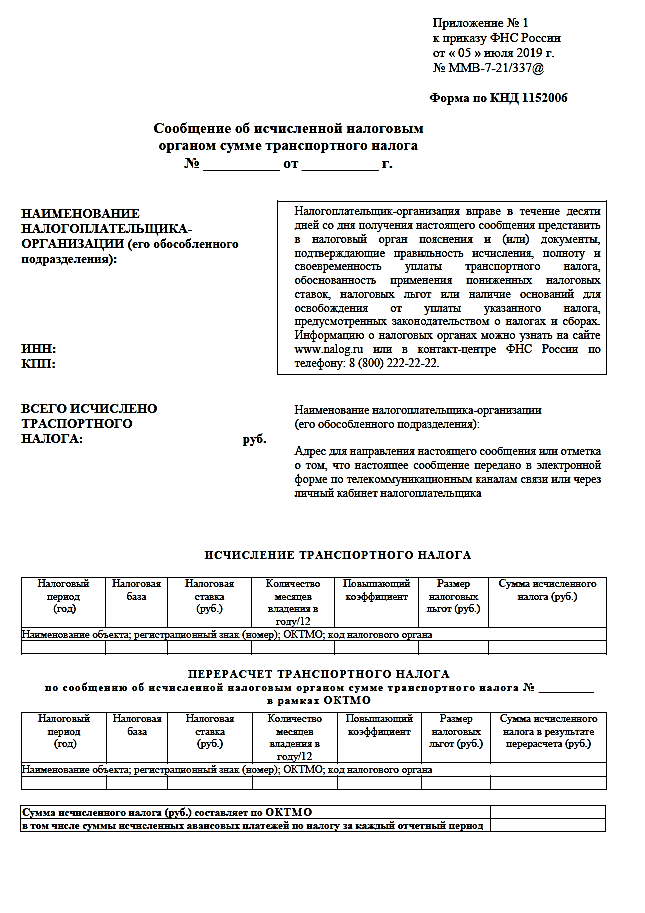 Приложение № 1
к приказу ФНС России
от « 05 » июля 2019 г.
№ ММВ-7-21/337@
Форма по КНД 1152006
Сообщение об исчисленной налоговым
органом сумме транспортного налога
№ ___________ от ___________ г.
НАИМЕНОВАНИЕ
НАЛОГОПЛАТЕЛЬЩИКА-
ОРГАНИЗАЦИИ (его обособленного
подразделения):
ИНН:
КПП:
Налогоплательщик-организация вправе в течение десяти
дней со дня получения настоящего сообщения представить
в налоговый орган пояснения и (или) документы,
подтверждающие правильность исчисления, полноту и
своевременность уплаты транспортного налога,
обоснованность применения пониженных налоговых
ставок, налоговых льгот или наличие оснований для
освобождения от уплаты указанного налога,
предусмотренных законодательством о налогах и сборах.
Информацию о налоговых органах можно узнать на сайте
www.nalog.ru или в контакт-центре ФНС России по
телефону: 8 (800) 222-22-22.
ВСЕГО ИСЧИСЛЕНО
ТРАСПОРТНОГО
НАЛОГА: руб.
Наименование налогоплательщика-организации
(его обособленного подразделения):
Адрес для направления настоящего сообщения или отметка
о том, что настоящее сообщение передано в электронной
форме по телекоммуникационным каналам связи или через
личный кабинет налогоплательщика
ИСЧИСЛЕНИЕ ТРАНСПОРТНОГО НАЛОГА
Налоговый Налоговая Налоговая Количество Повышающий Размер Сумма исчисленного
период база ставка месяцев коэффициент налоговых налога (руб.)
(год) (руб.) владения в льгот (руб.)
году/12
Наименование объекта; регистрационный знак (номер); ОКТМО; код налогового органа
ПЕРЕРАСЧЕТ ТРАНСПОРТНОГО НАЛОГА
по сообщению об исчисленной налоговым органом сумме транспортного налога № _________
в рамках ОКТМО
Налоговый Налоговая Налоговая Количество Повышающий Размер Сумма исчисленного
период база ставка месяцев коэффициент налоговых налога в результате
(год) (руб.) владения в льгот (руб.) перерасчета (руб.)
году/12
Наименование объекта; регистрационный знак (номер); ОКТМО; код налогового органа
Сумма исчисленного налога (руб.) составляет по ОКТМО
в том числе суммы исчисленных авансовых платежей по налогу за каждый отчетный период